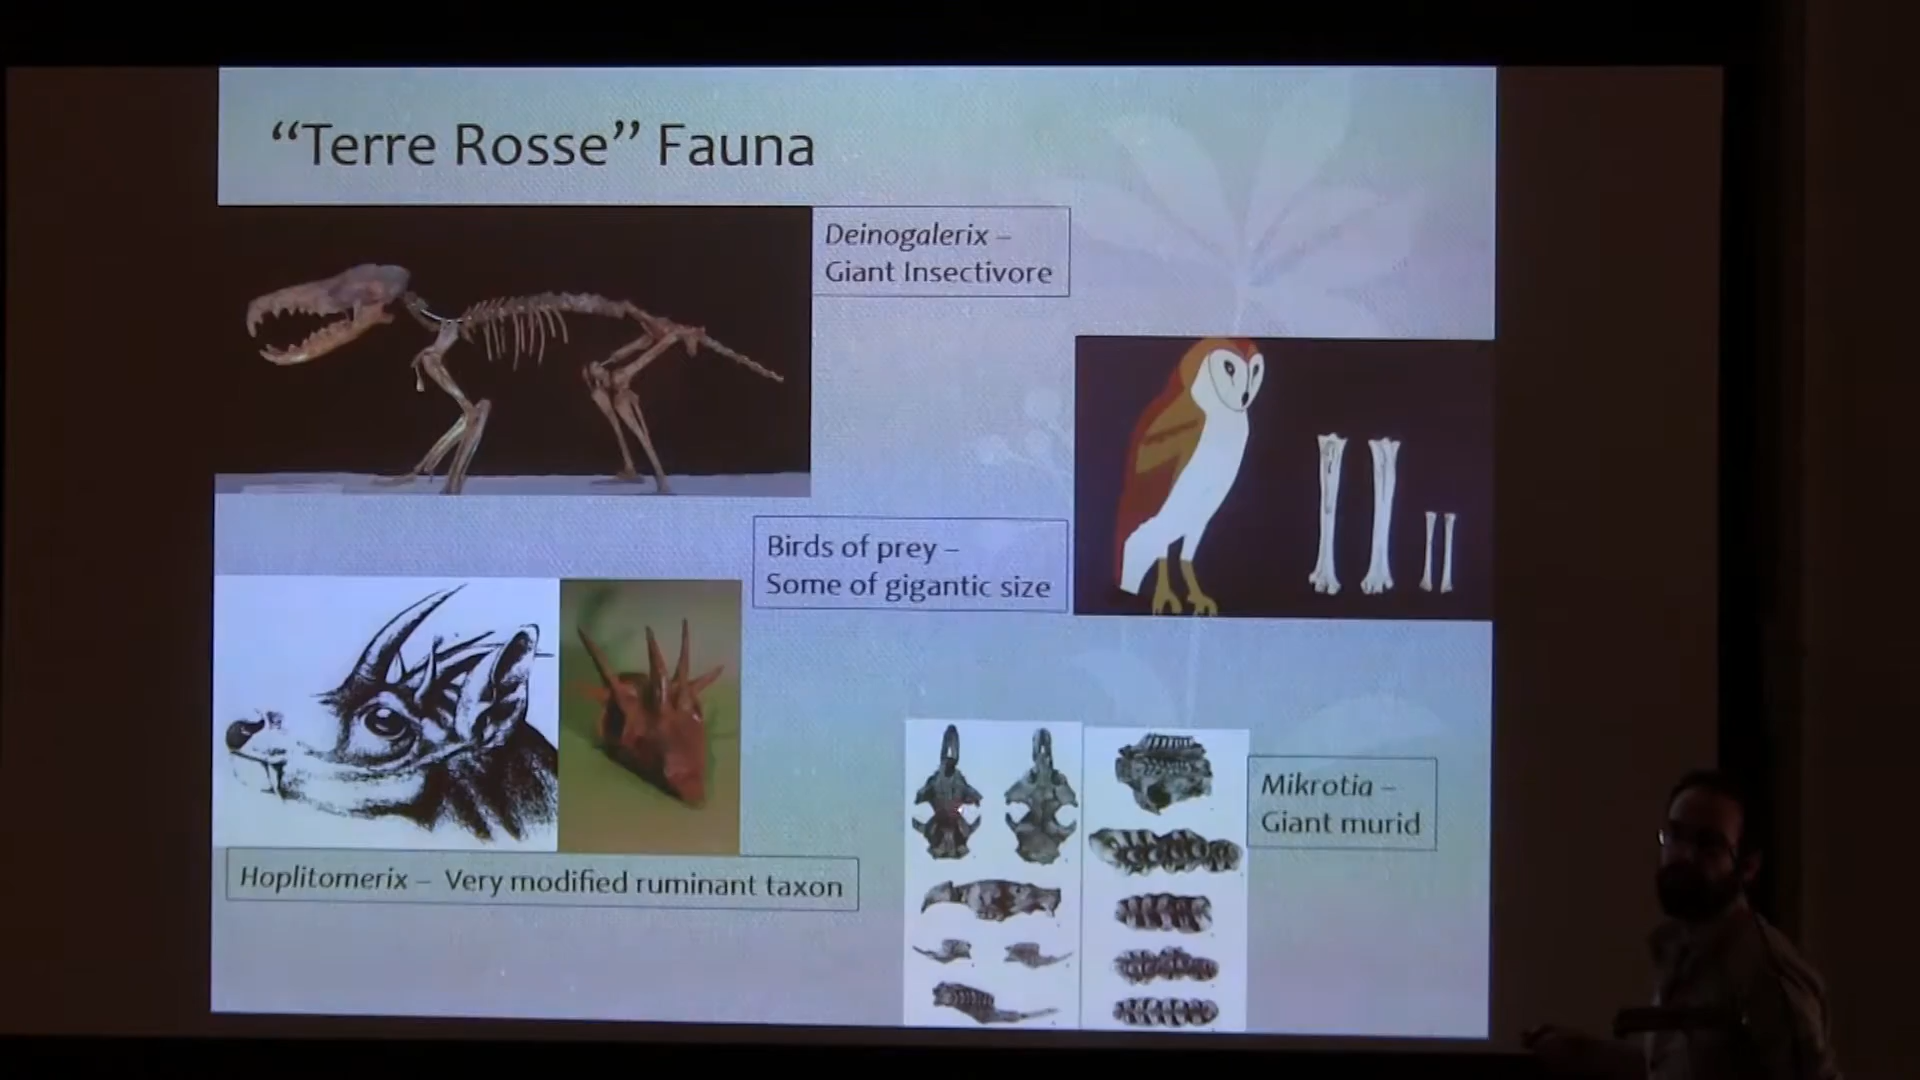 “Terre Rosse” Fauna
Deinogalerix –
Giant Insectivore
Birds of prey –
Some of gigantic size
Mikrotia –
Giant murid
Hoplitomerix – Very modified ruminant taxon